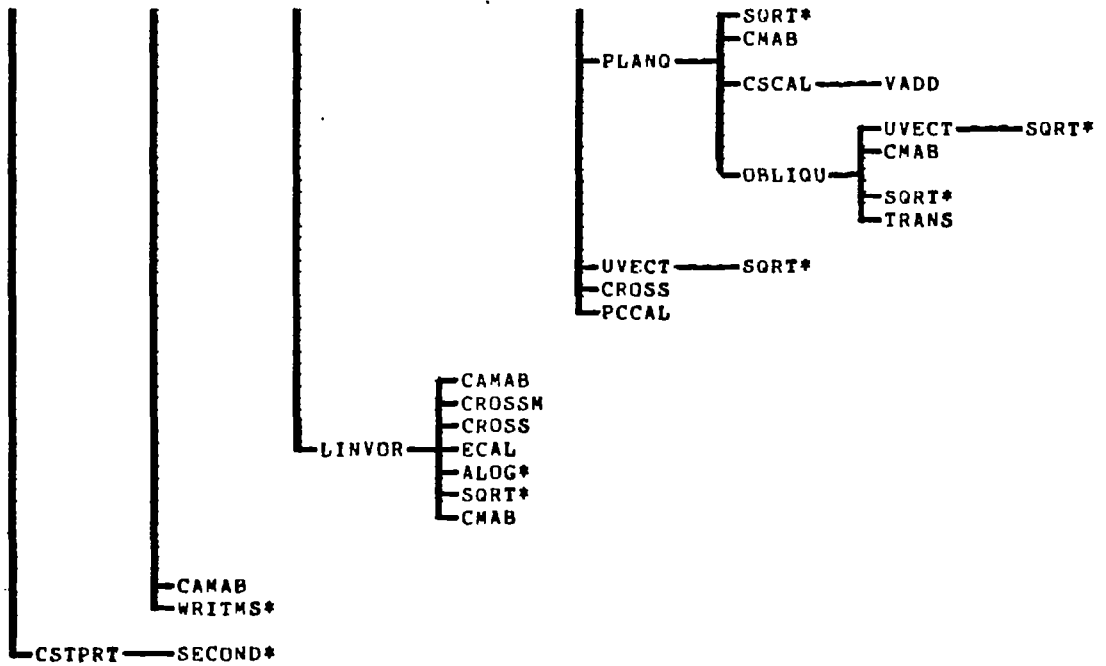 SQRT*
CMAB
PLANO
CSCAL VADD
UVECT SQRT*
CMAB
OBLIQU
SQRT*
TRANS
UVECT SQRT*
CROSS
PCCAL
CAMAB
CROSSM
CROSS
LINVOR ECAL
ALOG*
SQRT*
CMAB
CAMAB
WRITMS*
CSTPRT SECOND*